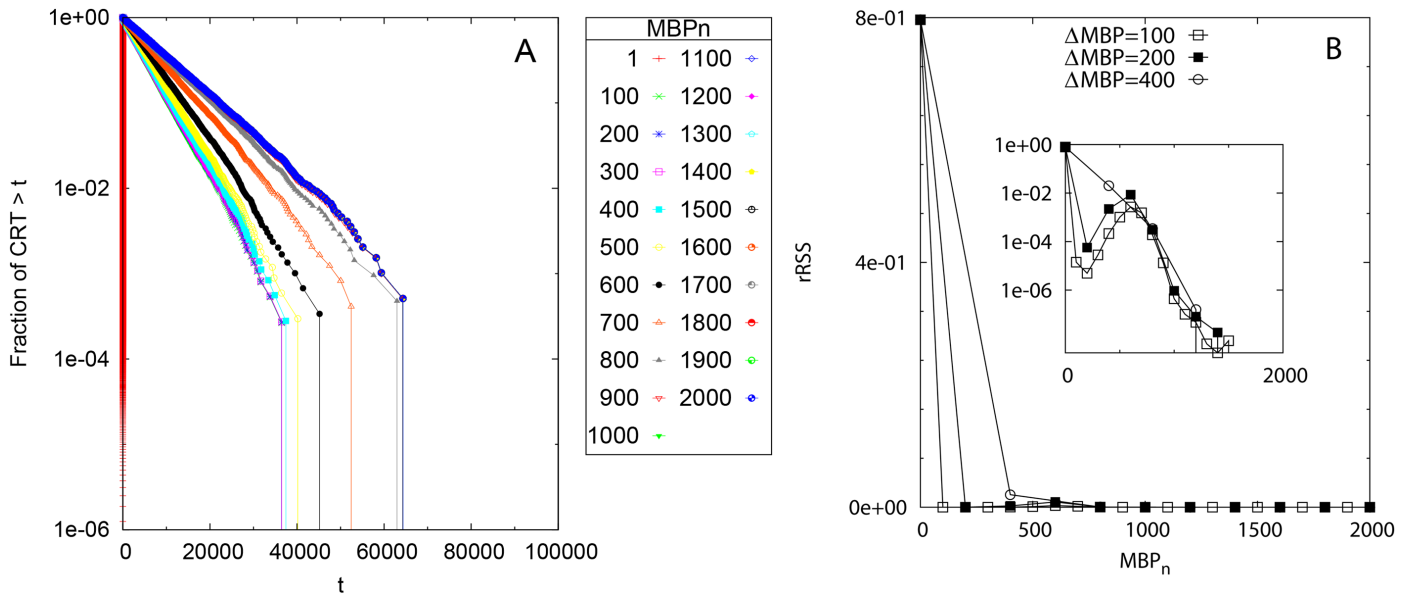 A
1e+00
1e-02
1e-04
1e-06
Fraction of CRT > t
0 20000 40000 60000 80000 100000
t
MBPn
1 1100
100 1200
200 1300
300 1400
400 1500
500 1600
600 1700
700 1800
800 1900
900 2000
1000
B
8e-01
4e-01
0e+00
rRSS
0 500 1000 1500 2000
MBPn
ΔMBP=100
ΔMBP=200
ΔMBP=400
1e+00
1e-02
1e-04
1e-06
0 2000